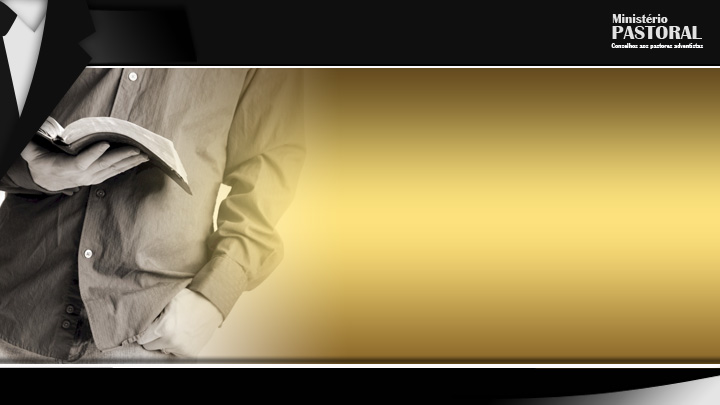 Ministério
PASTORAL
Conselhos aos pastores adventistas